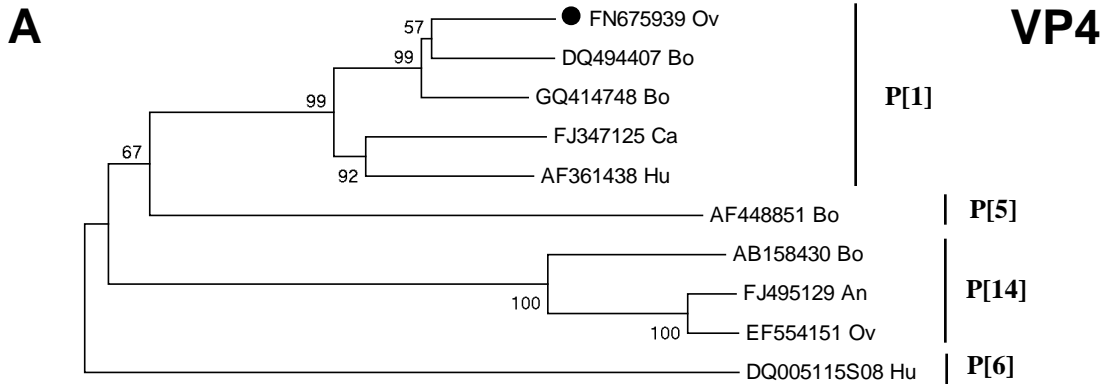 A
VP4
57
FN675939 Ov
DQ494407 Bo
99
GQ414748 Bo
P[1]
99
FJ347125 Ca
92
AF361438 Hu
67
AF448851 Bo
P[5]
AB158430 Bo
100
FJ495129 An
P[14]
100
EF554151 Ov
DQ005115S08 Hu
P[6]